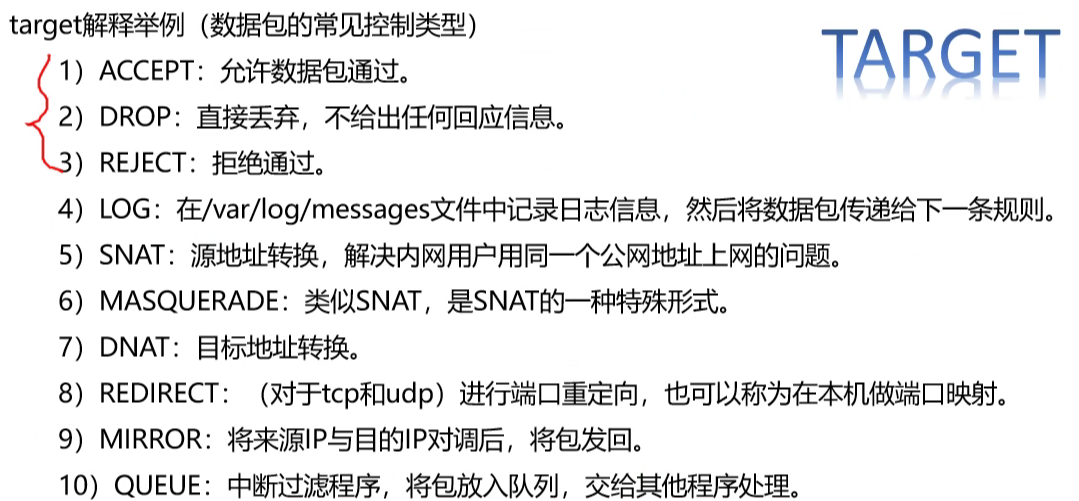 target解释举例（数据包的常见控制类型）
TARGET
1）ACCEPT：允许数据包通过。
2）DROP：直接丢弃，不给出任何回应信息。
3）REJECT：拒绝通过。
4）LOG：在/var/log/messages文件中记录日志信息，然后将数据包传递给下一条规则。
5）SNAT：源地址转换，解决内网用户用同一个公网地址上网的问题。
6）MASQUERADE：类似SNAT，是SNAT的一种特殊形式。
7）DNAT：目标地址转换。
8）REDIRECT：（对于tcp和udp）进行端口重定向，也可以称为在本机做端口映射。
9）MIRROR：将来源IP与目的IP对调后，将包发回。
10）QUEUE：中断过滤程序，将包放入队列，交给其他程序处理。